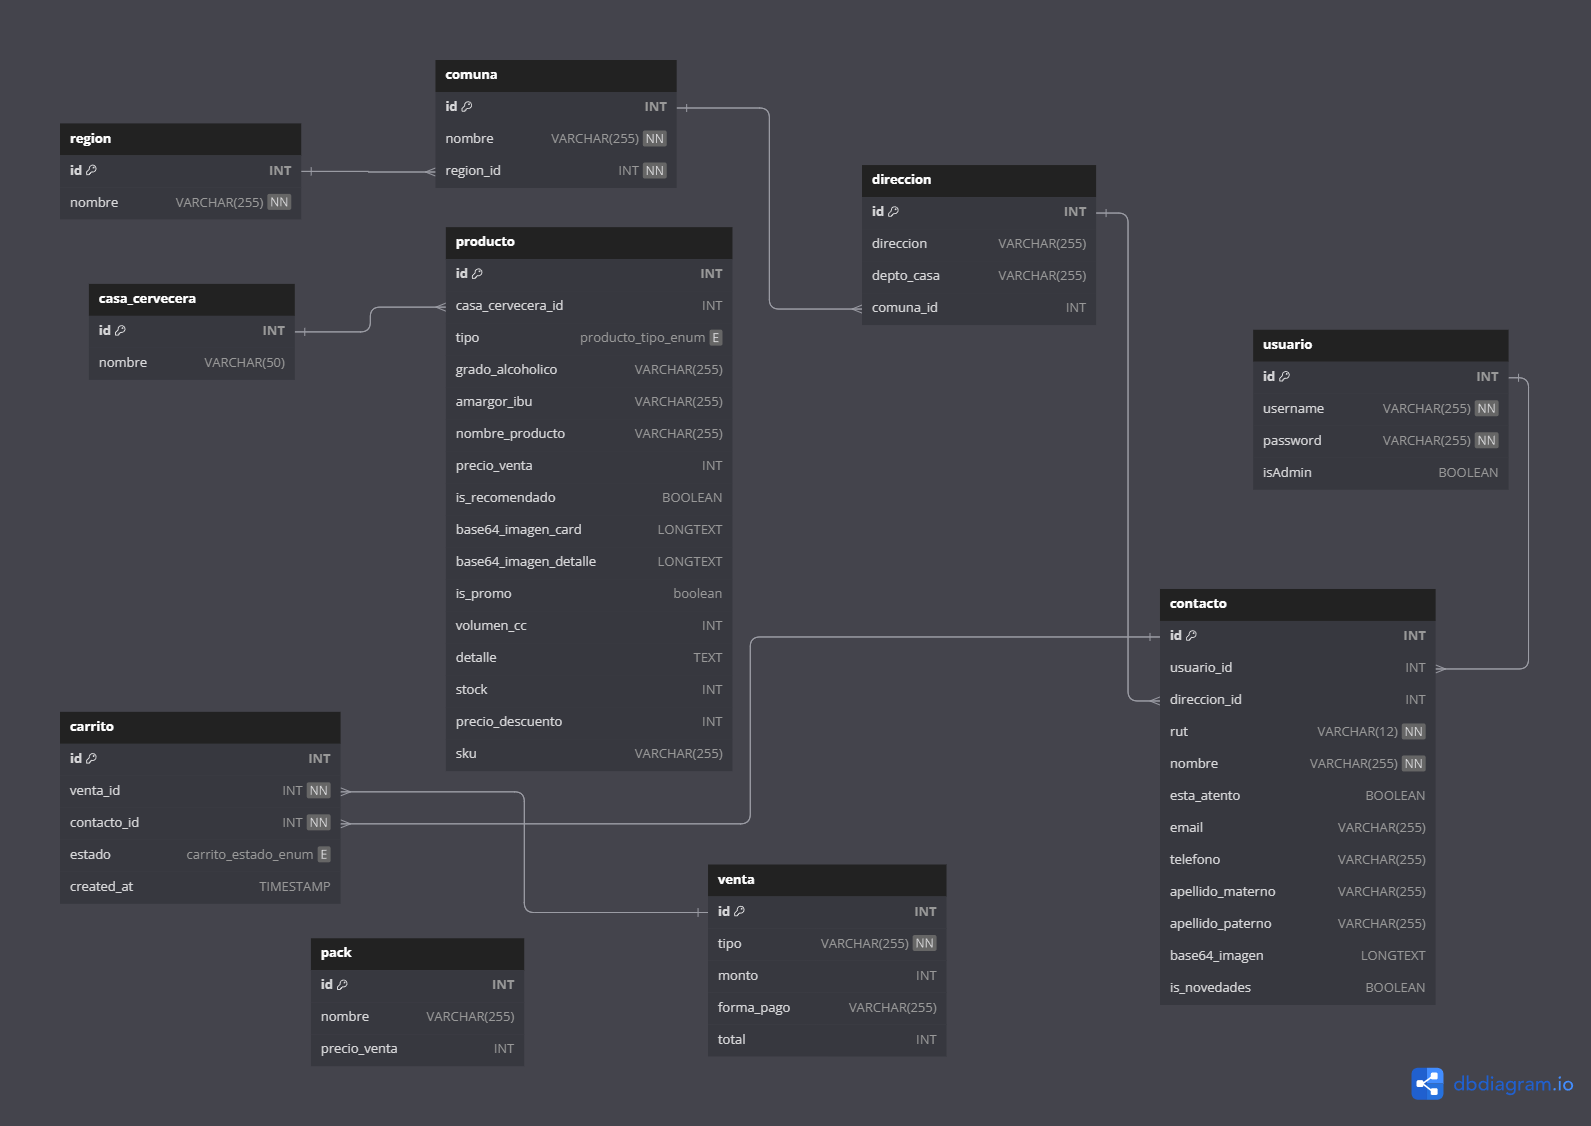 comuna
id INT
nombre VARCHAR(255) NN
region_id INT NN
region
id INT
nombre VARCHAR(255) NN
direccion
id INT
direccion VARCHAR(255)
depto_casa VARCHAR(255)
comuna_id INT
producto
id INT
casa_cervecera_id INT
tipo producto_tipo_enum E
grado_alcoholico VARCHAR(255)
amargor_ibu VARCHAR(255)
nombre_producto VARCHAR(255)
precio_venta INT
is_recomendado BOOLEAN
base64_imagen_card LONGTEXT
base64_imagen_detalle LONGTEXT
is_promo boolean
volumen_cc INT
detalle TEXT
stock INT
precio_descuento INT
sku VARCHAR(255)
casa_cervecera
id INT
nombre VARCHAR(50)
usuario
id INT
username VARCHAR(255) NN
password VARCHAR(255) NN
isAdmin BOOLEAN
contacto
id INT
usuario_id INT
direccion_id INT
rut VARCHAR(12) NN
nombre VARCHAR(255) NN
esta_atento BOOLEAN
email VARCHAR(255)
telefono VARCHAR(255)
apellido_materno VARCHAR(255)
apellido_paterno VARCHAR(255)
base64_imagen LONGTEXT
is_novedades BOOLEAN
carrito
id INT
venta_id INT NN
contacto_id INT NN
estado carrito_estado_enum E
created_at TIMESTAMP
venta
id INT
tipo VARCHAR(255) NN
monto INT
forma_pago VARCHAR(255)
total INT
pack
id INT
nombre VARCHAR(255)
precio_venta INT
dbdiagram.io